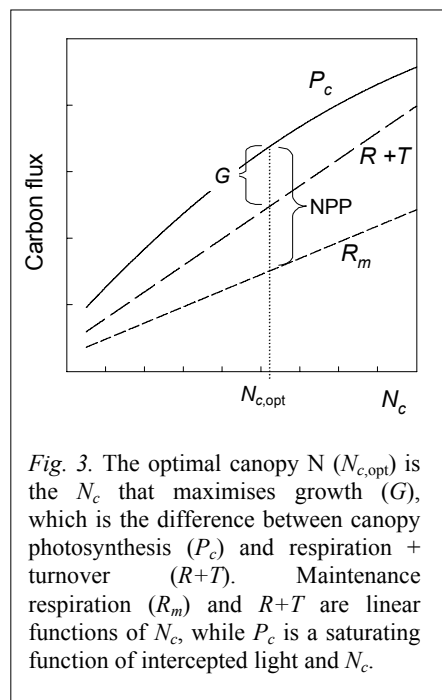 P_c
R +T
G
NPP
R_m
Carbon flux
N_c,opt
N_c
Fig. 3. The optimal canopy N (N_c,opt) is
the N_c that maximises growth (G),
which is the difference between canopy
photosynthesis (P_c) and respiration +
turnover (R+T). Maintenance
respiration (R_m) and R+T are linear
functions of N_c, while P_c is a saturating
function of intercepted light and N_c.